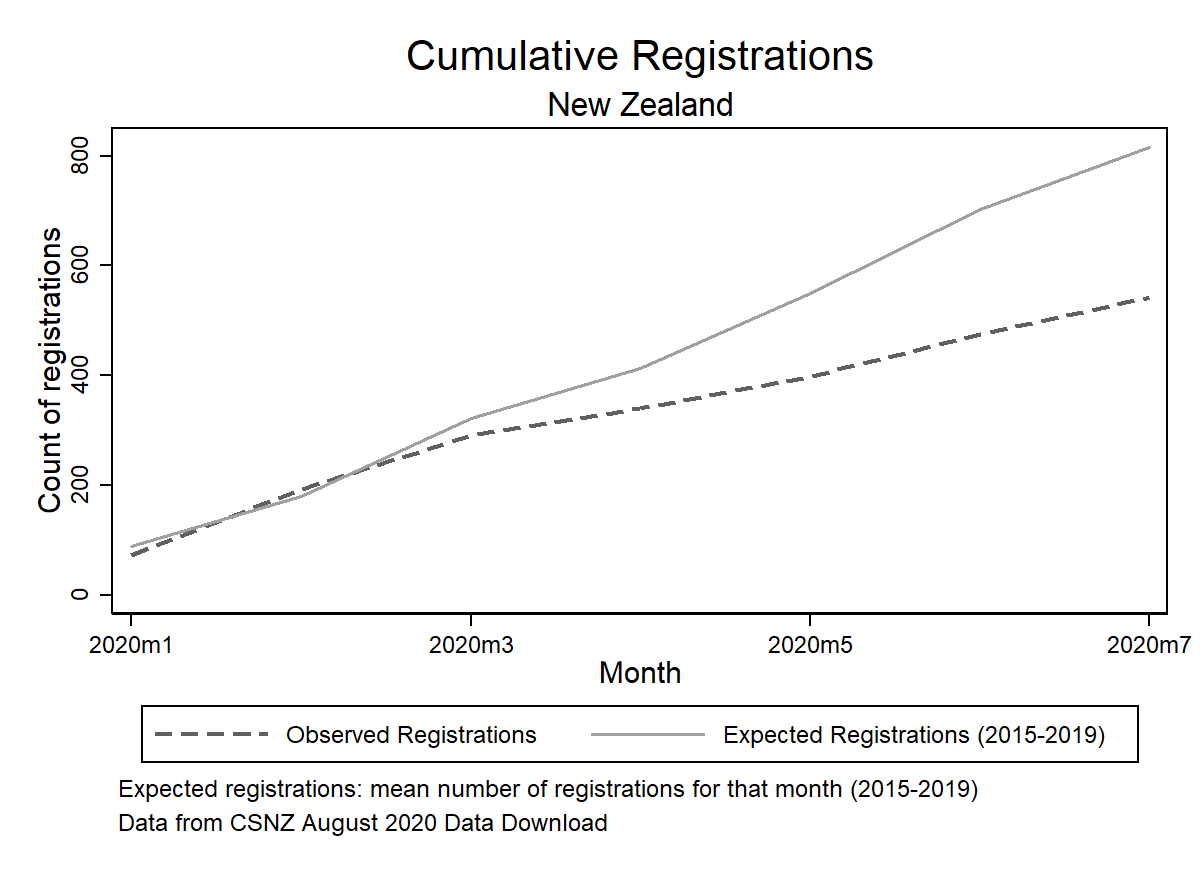 Cumulative Registrations
New Zealand
Count of registrations
800
600
400
200
0
2020m1
2020m3
2020m5
2020m7
Month
Observed Registrations
Expected Registrations (2015-2019)
Expected registrations: mean number of registrations for that month (2015-2019)
Data from CSNZ August 2020 Data Download